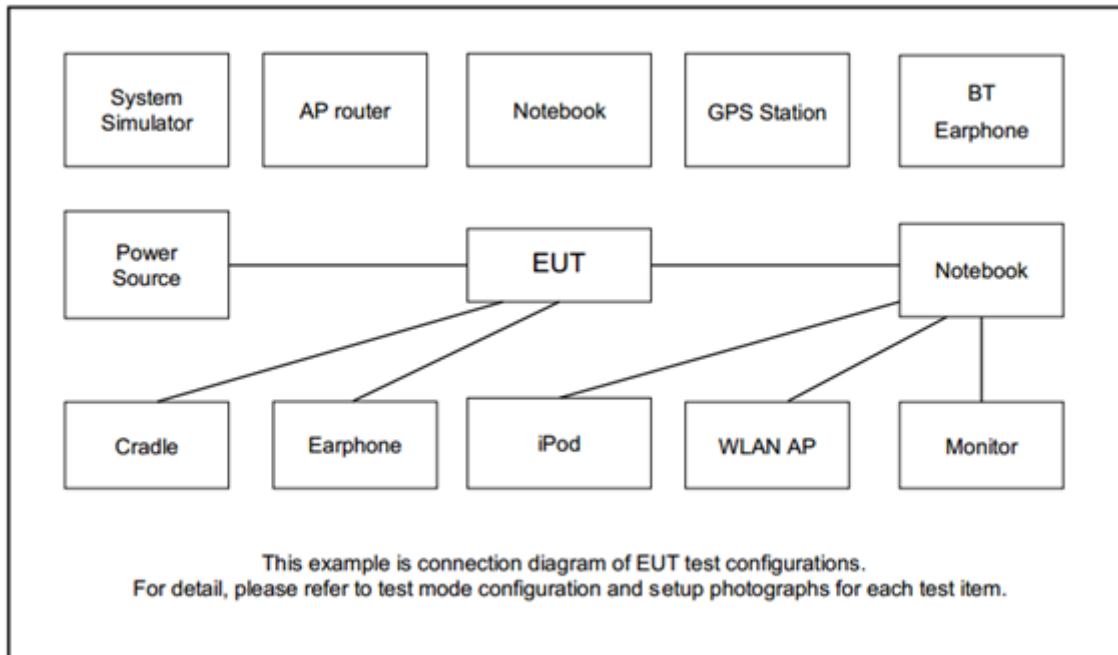 System
Simulator
AP router
Notebook
GPS Station
BT
Earphone
Power
Source
EUT
Notebook
Cradle
Earphone
iPod
WLAN AP
Monitor
This example is connection diagram of EUT test configurations.
For detail, please refer to test mode configuration and setup photographs for each test item.